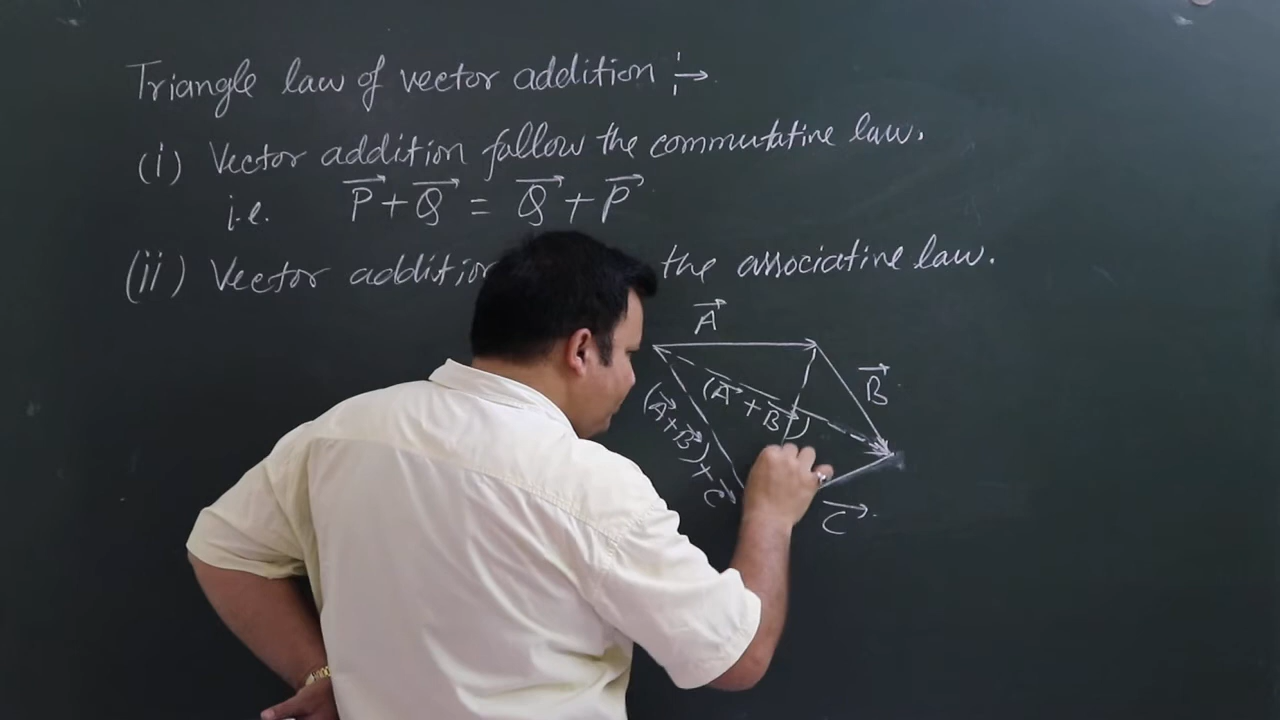 Triangle law of vector addition :→
(i) Vector addition follow the commutative law.
i.e. P⃗ + Q⃗ = Q⃗ + P⃗
(ii) Vector addition the associative law.
A⃗
B⃗
(A⃗ + B⃗)
(A⃗ + B⃗) + C⃗
C⃗